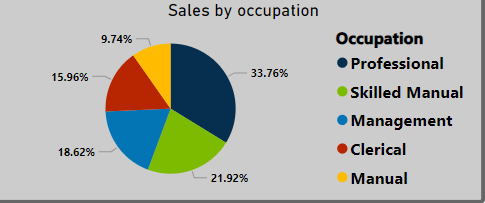 Sales by occupation
9.74%
33.76%
15.96%
18.62%
21.92%
Occupation
Professional
Skilled Manual
Management
Clerical
Manual